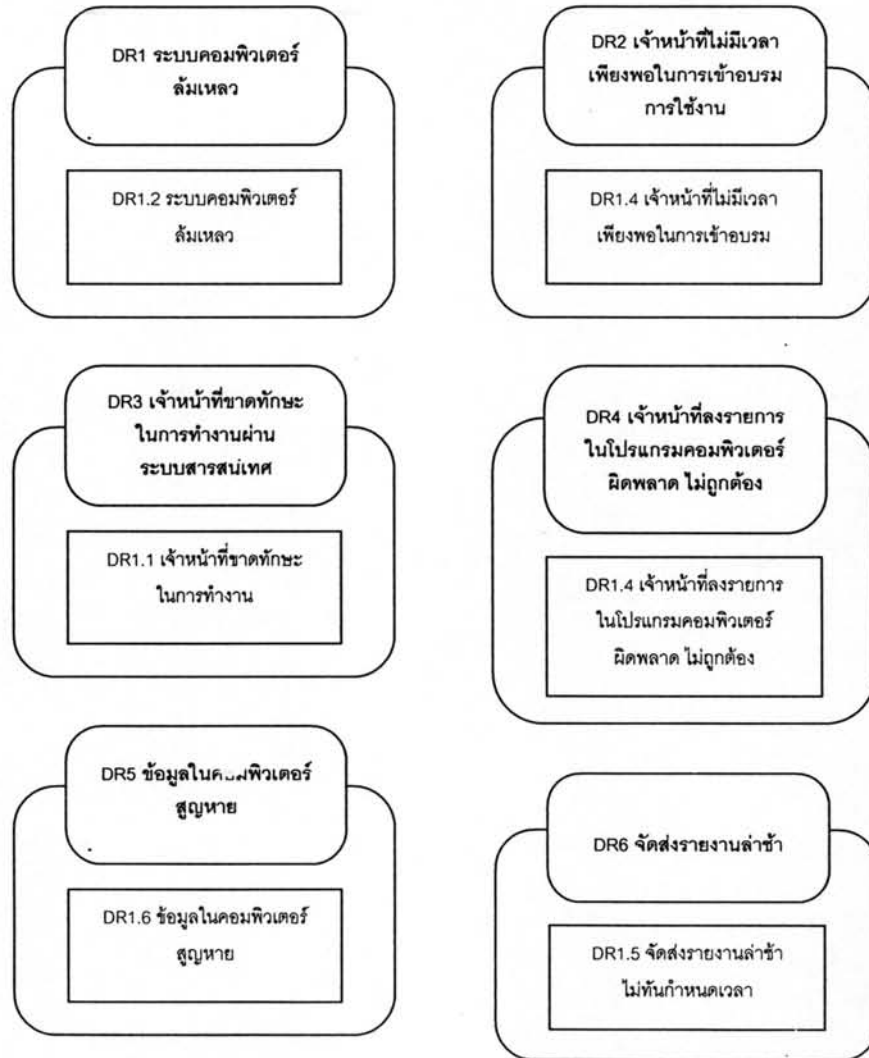 DR1 ระบบคอมพิวเตอร์
ล้มเหลว
DR1.2 ระบบคอมพิวเตอร์
ล้มเหลว
DR2 เจ้าหน้าที่ไม่มีเวลา
เพียงพอในการเข้าอบรม
การใช้งาน
DR1.4 เจ้าหน้าที่ไม่มีเวลา
เพียงพอในการเข้าอบรม
DR3 เจ้าหน้าที่ขาดทักษะ
ในการทำงานผ่าน
ระบบสารสนเทศ
DR1.1 เจ้าหน้าที่ขาดทักษะ
ในการทำงาน
DR4 เจ้าหน้าที่ลงรายการ
ในโปรแกรมคอมพิวเตอร์
ผิดพลาด ไม่ถูกต้อง
DR1.4 เจ้าหน้าที่ลงรายการ
ในโปรแกรมคอมพิวเตอร์
ผิดพลาด ไม่ถูกต้อง
DR5 ข้อมูลในคอมพิวเตอร์
สูญหาย
DR1.6 ข้อมูลในคอมพิวเตอร์
สูญหาย
DR6 จัดส่งรายงานล่าช้า
DR1.5 จัดส่งรายงานล่าช้า
ไม่ทันกำหนดเวลา